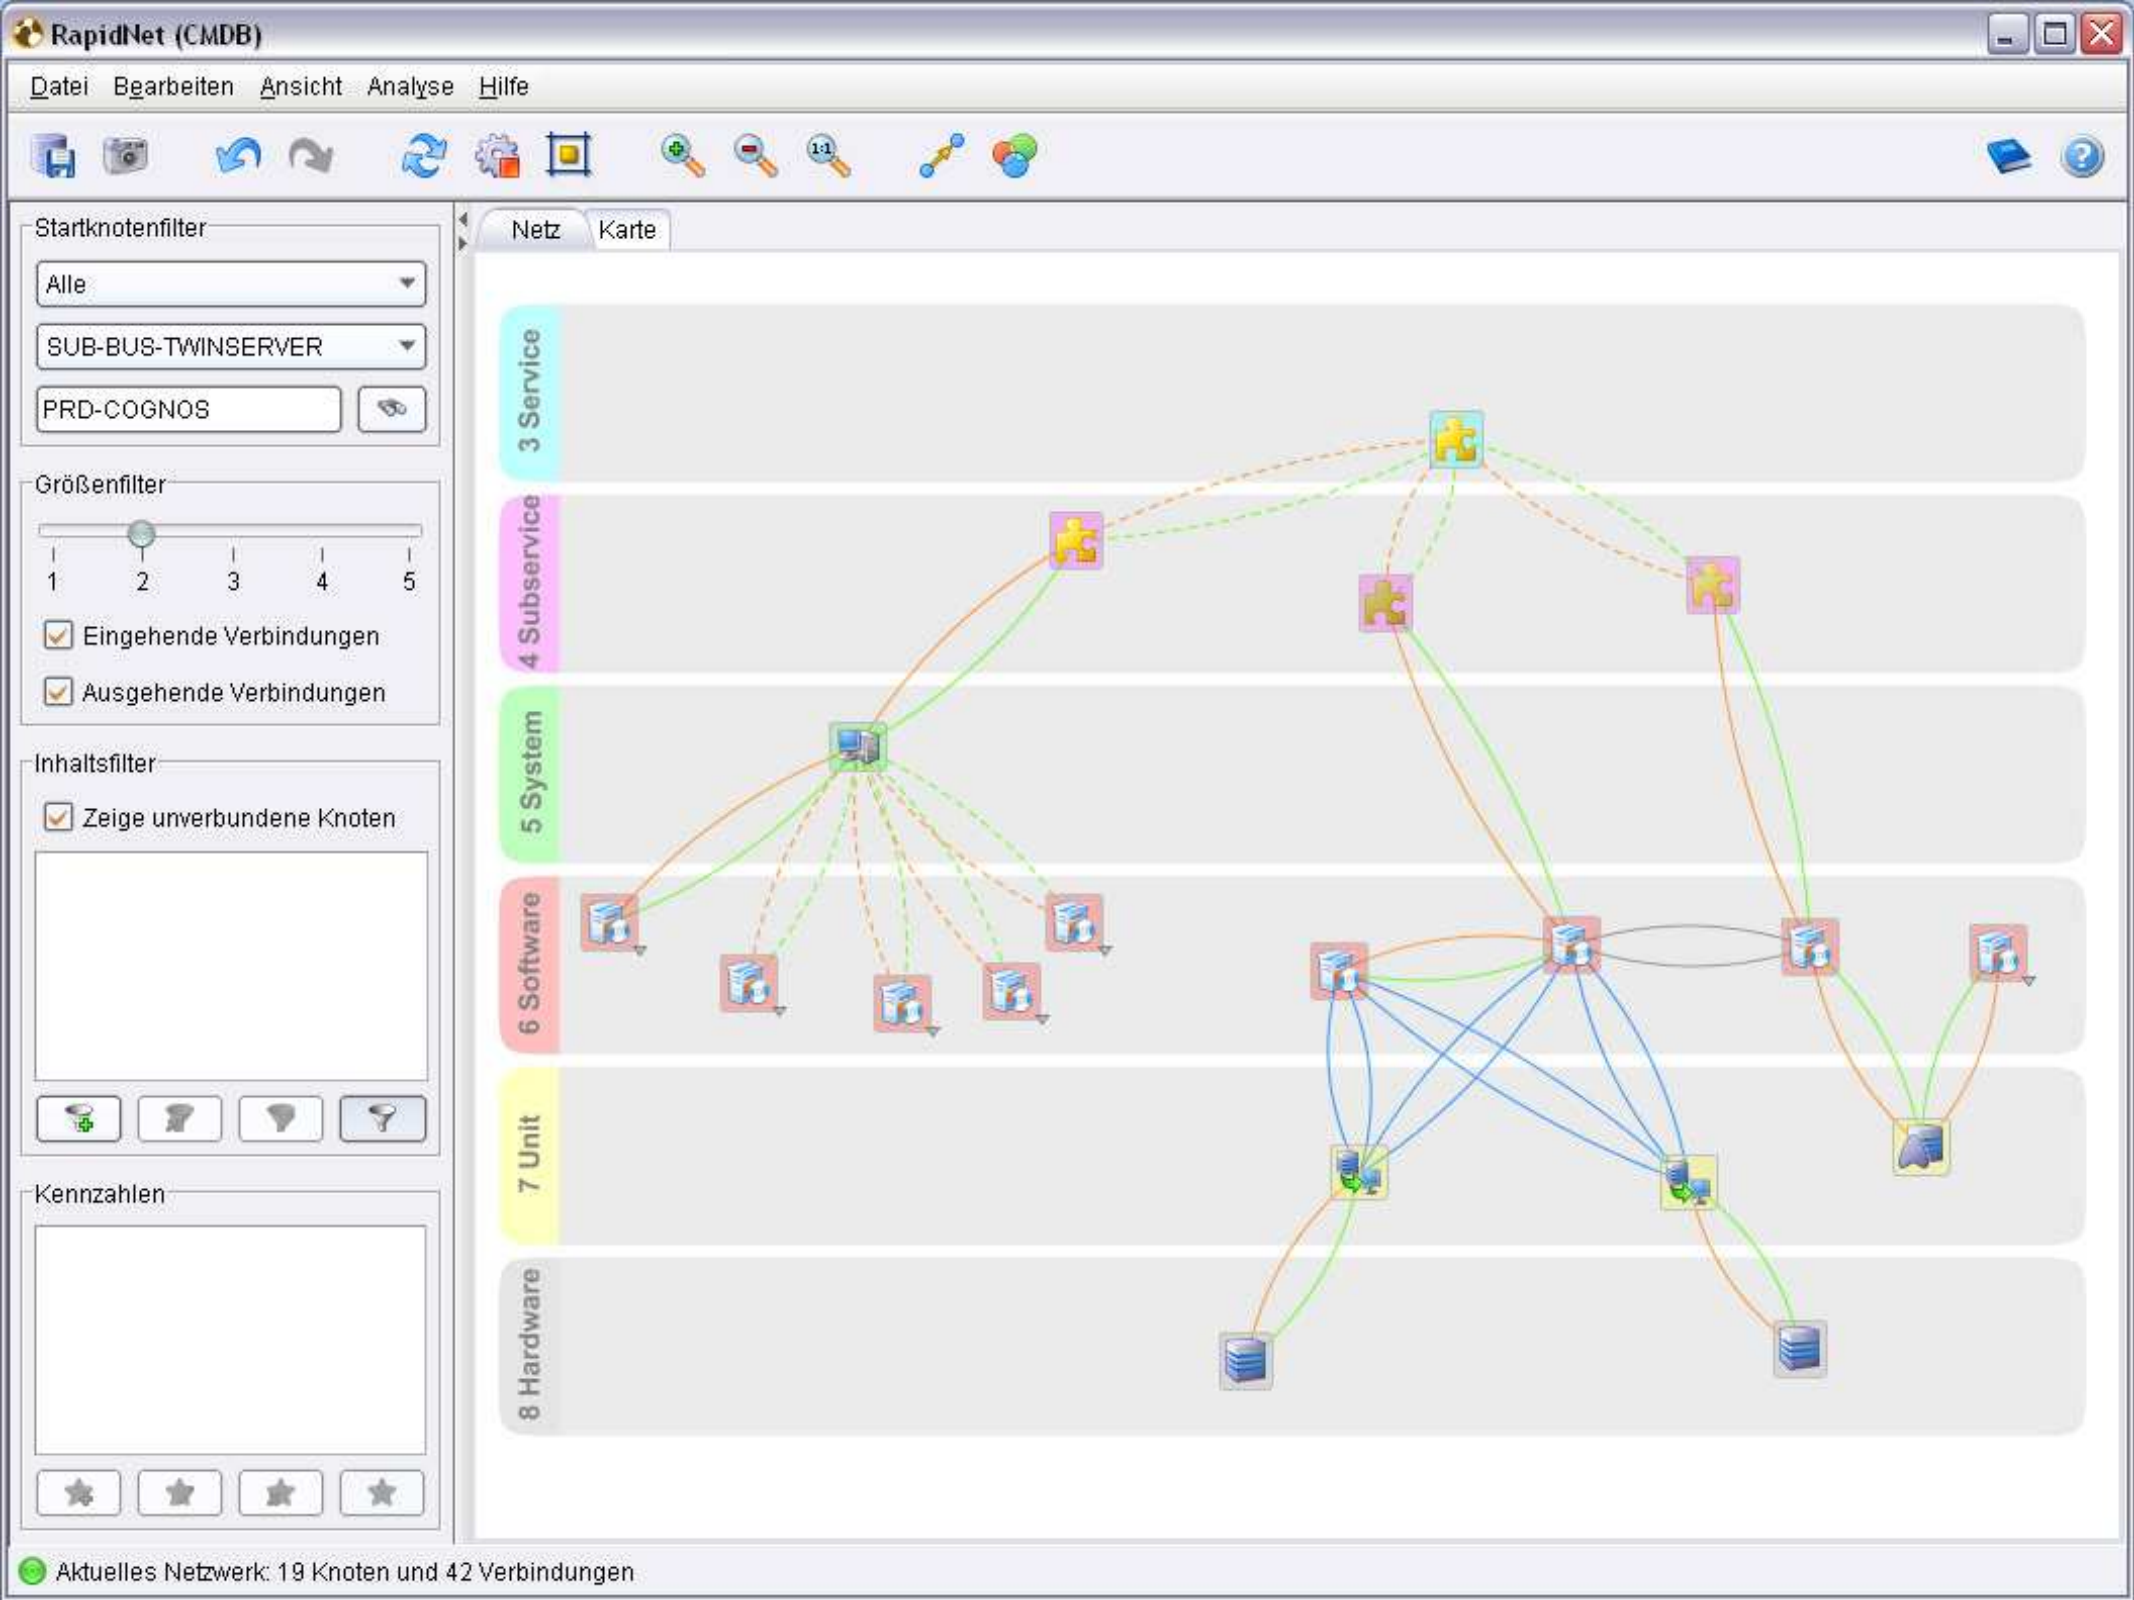 RapidNet (CMDB)
Datei Bearbeiten Ansicht Analyse Hilfe
1:1
Startknotenfilter
Alle
SUB-BUS-TWINSERVER
PRD-COGNOS
Größenfilter
1 2 3 4 5
Eingehende Verbindungen
Ausgehende Verbindungen
Inhaltsfilter
Zeige unverbundene Knoten
Kennzahlen
Netz Karte
3 Service
4 Subservice
5 System
6 Software
7 Unit
8 Hardware
Aktuelles Netzwerk: 19 Knoten und 42 Verbindungen